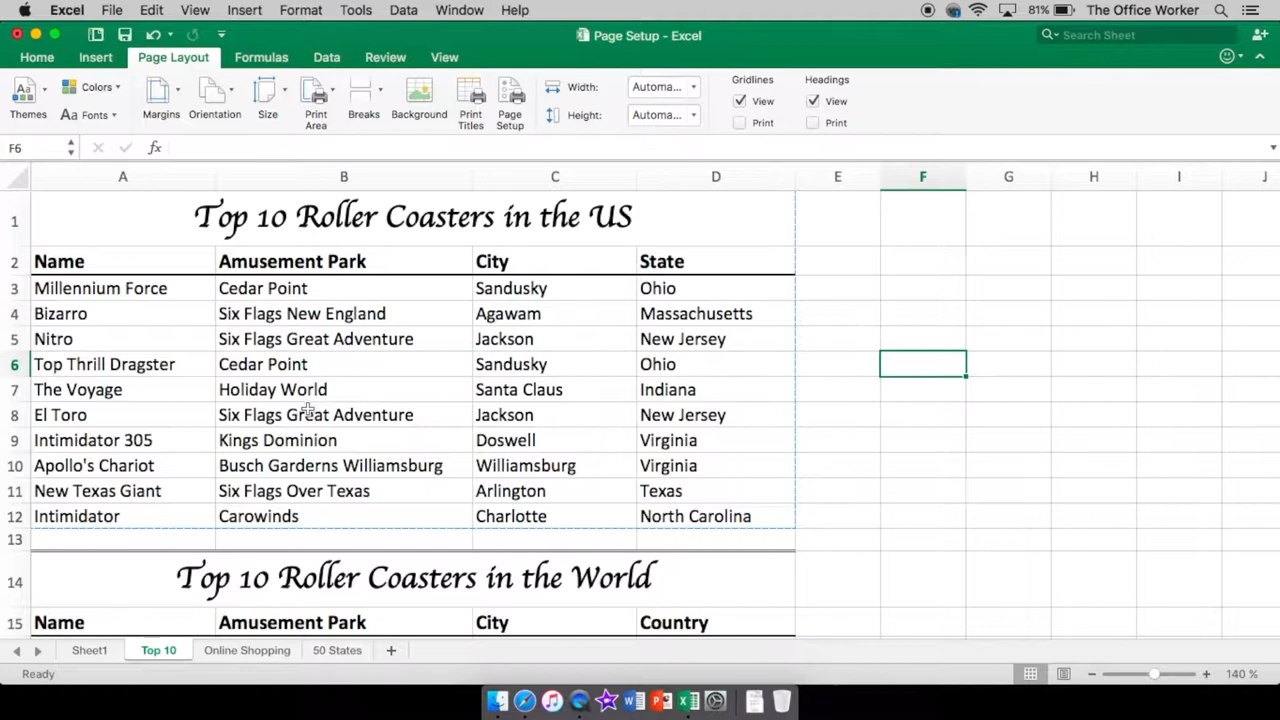 Excel File Edit View Insert Format Tools Data Window Help 81% The Office Worker
Page Setup - Excel Search Sheet
Home Insert Page Layout Formulas Data Review View
Themes Colors Fonts Margins Orientation Size Print Area Breaks Background Print Titles Page Setup Width: Automa... Height: Automa... Gridlines View Print Headings View Print
F6 fx
A B C D E F G H I J
1 Top 10 Roller Coasters in the US
2 Name Amusement Park City State
3 Millennium Force Cedar Point Sandusky Ohio
4 Bizarro Six Flags New England Agawam Massachusetts
5 Nitro Six Flags Great Adventure Jackson New Jersey
6 Top Thrill Dragster Cedar Point Sandusky Ohio
7 The Voyage Holiday World Santa Claus Indiana
8 El Toro Six Flags Great Adventure Jackson New Jersey
9 Intimidator 305 Kings Dominion Doswell Virginia
10 Apollo's Chariot Busch Garderns Williamsburg Williamsburg Virginia
11 New Texas Giant Six Flags Over Texas Arlington Texas
12 Intimidator Carowinds Charlotte North Carolina
13
14 Top 10 Roller Coasters in the World
15 Name Amusement Park City Country
Sheet1 Top 10 Online Shopping 50 States +
Ready 140 %